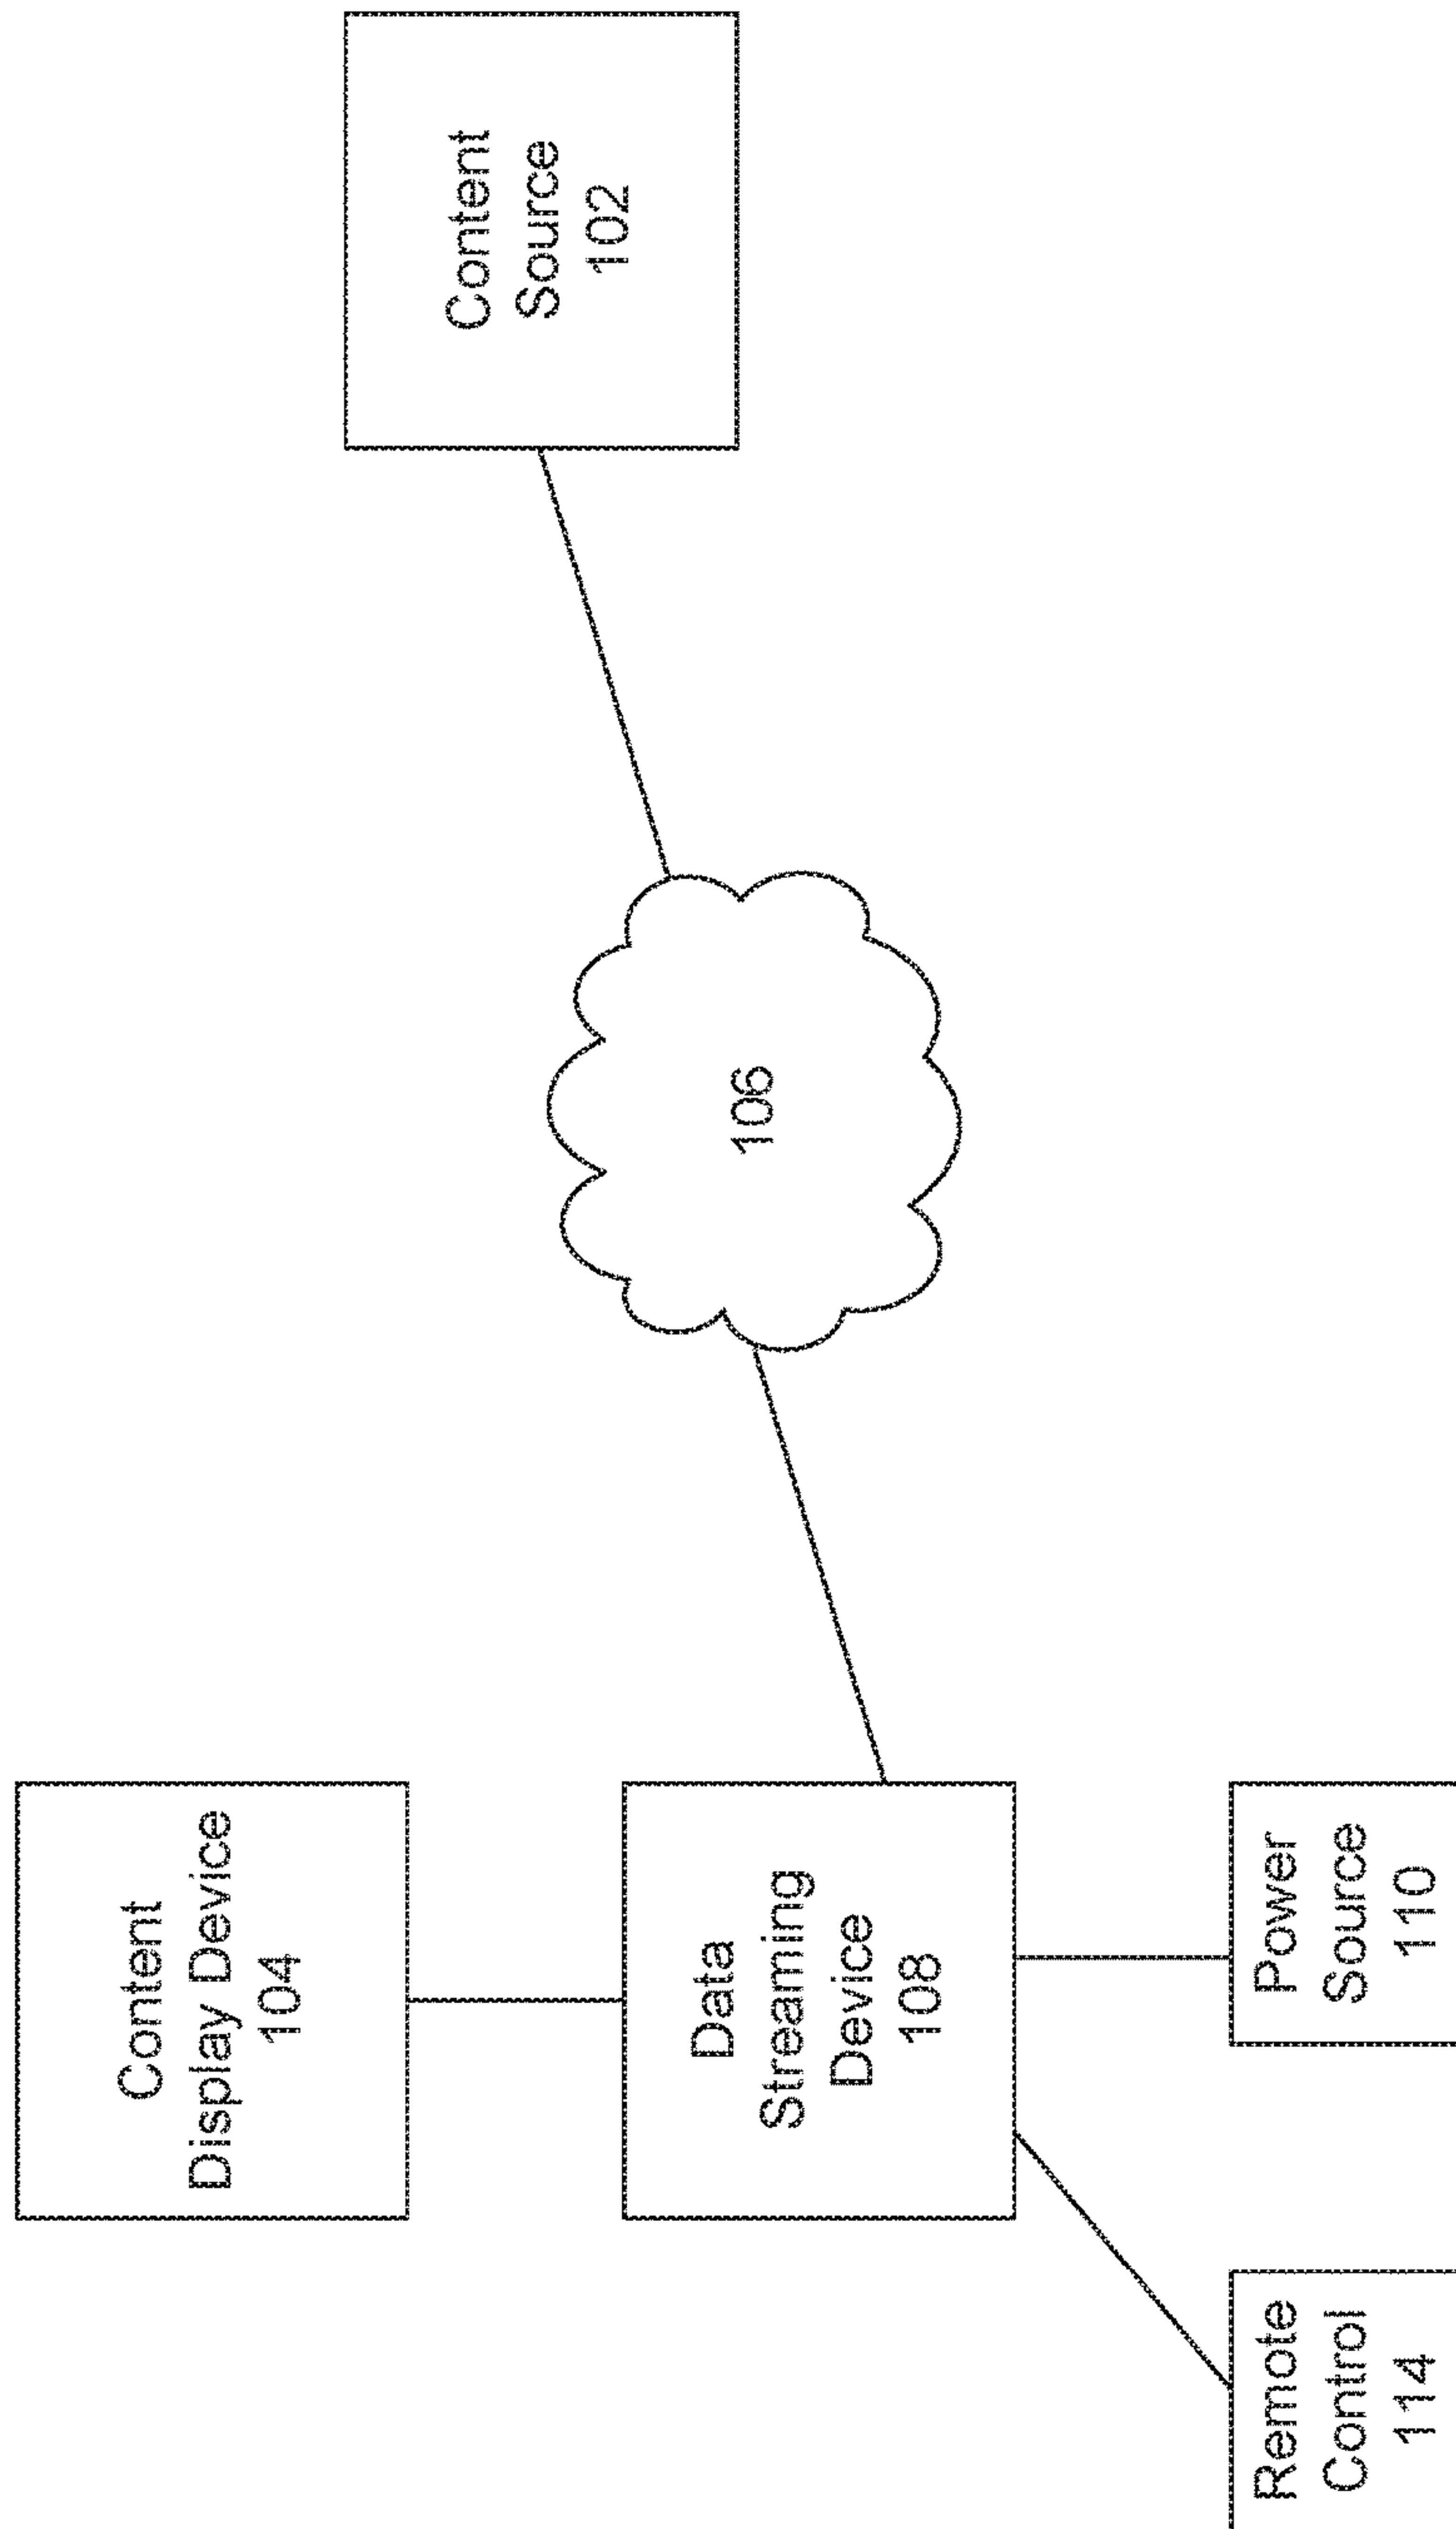 Content
Display Device
104
Data
Streaming
Device
108
Remote
Control
114
Power
Source
110
106
Content
Source
102